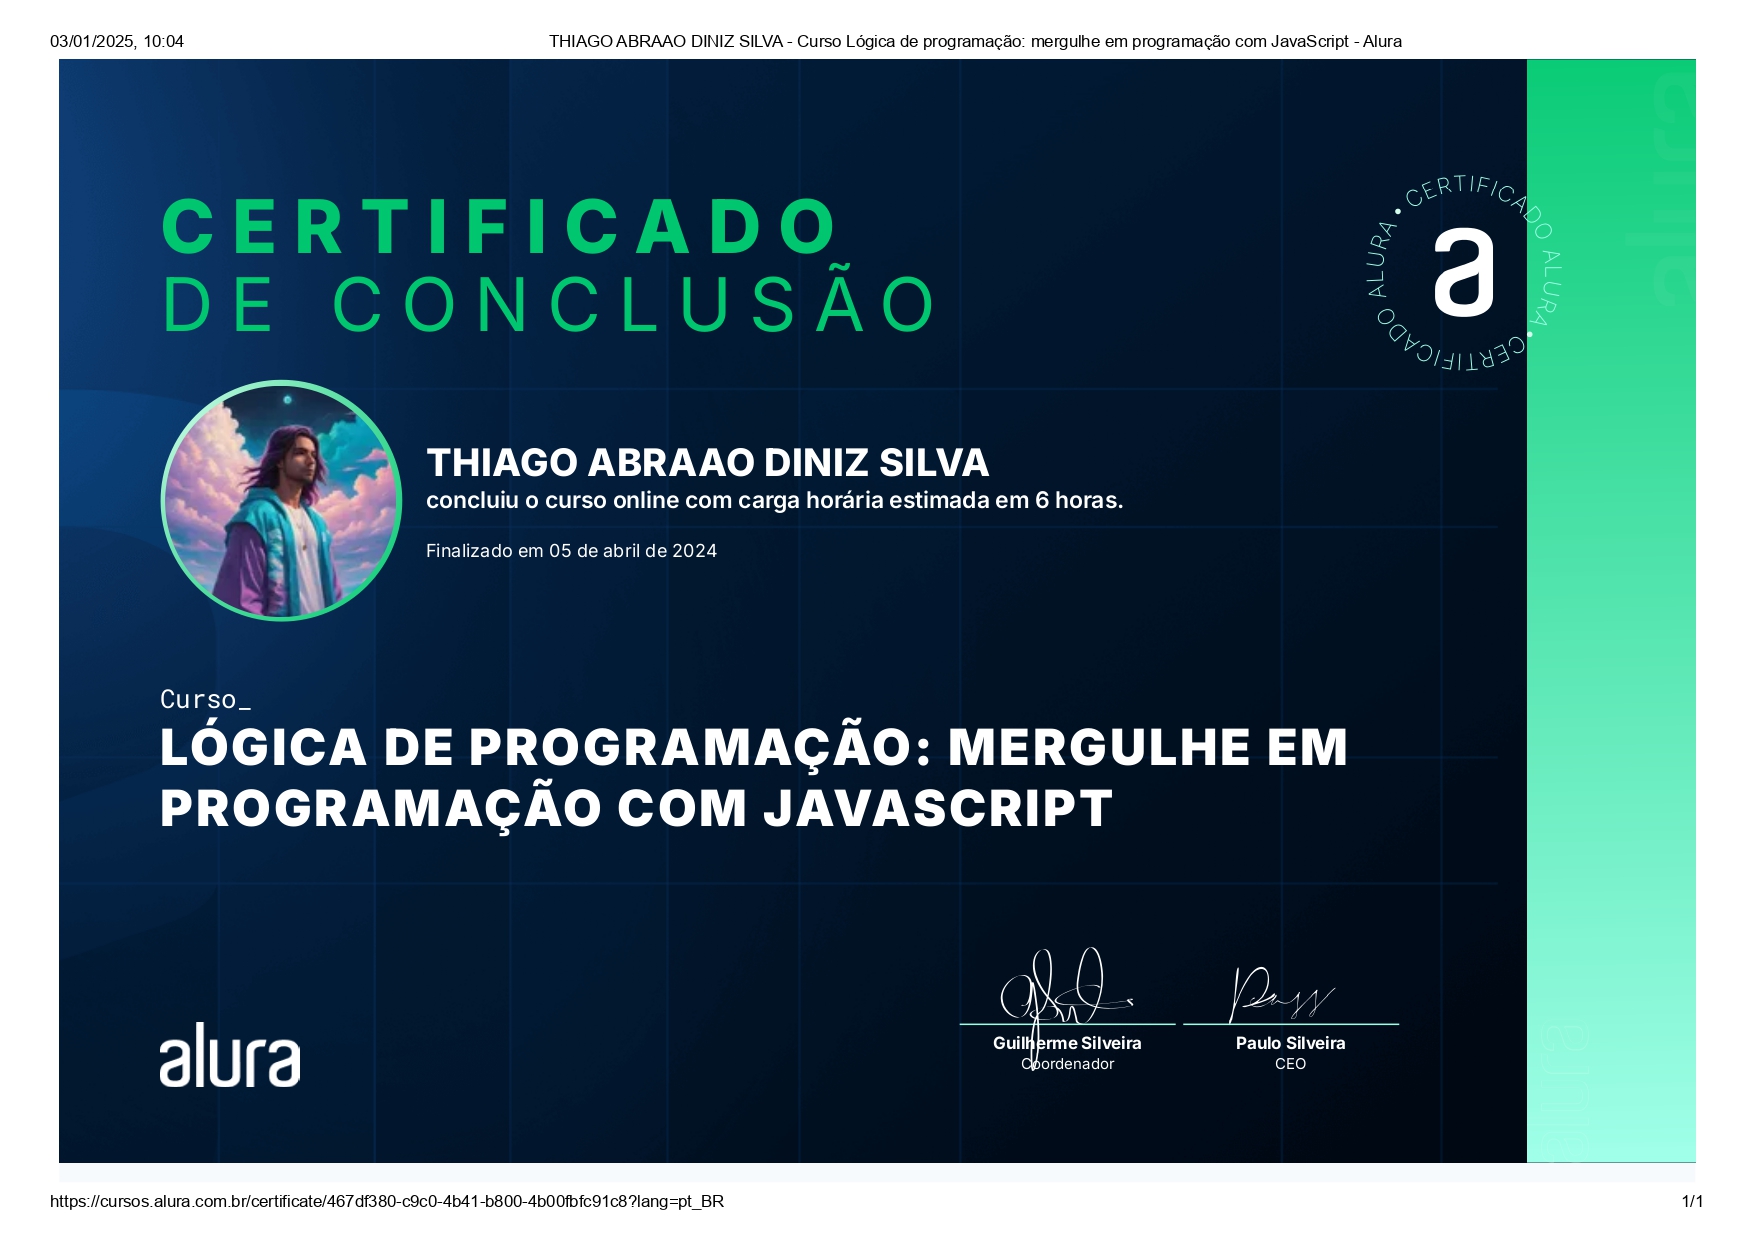 03/01/2025, 10:04
THIAGO ABRAAO DINIZ SILVA - Curso Lógica de programação: mergulhe em programação com JavaScript - Alura
CERTIFICADO
DE CONCLUSÃO
CERTIFICADO ALURA • CERTIFICADO ALURA •
a
THIAGO ABRAAO DINIZ SILVA
concluiu o curso online com carga horária estimada em 6 horas.
Finalizado em 05 de abril de 2024
Curso_
LÓGICA DE PROGRAMAÇÃO: MERGULHE EM
PROGRAMAÇÃO COM JAVASCRIPT
alura
Guilherme Silveira
Coordenador
Paulo Silveira
CEO
alura
alura
https://cursos.alura.com.br/certificate/467df380-c9c0-4b41-b800-4b00fbfc91c8?lang=pt_BR
1/1